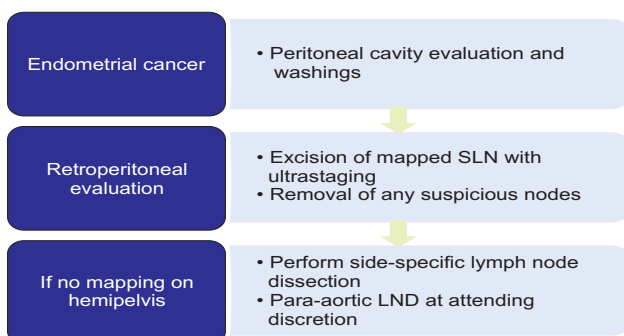 Endometrial cancer
• Peritoneal cavity evaluation and
washings
Retroperitoneal
evaluation
• Excision of mapped SLN with
ultrastaging
• Removal of any suspicious nodes
If no mapping on
hemipelvis
• Perform side-specific lymph node
dissection
• Para-aortic LND at attending
discretion